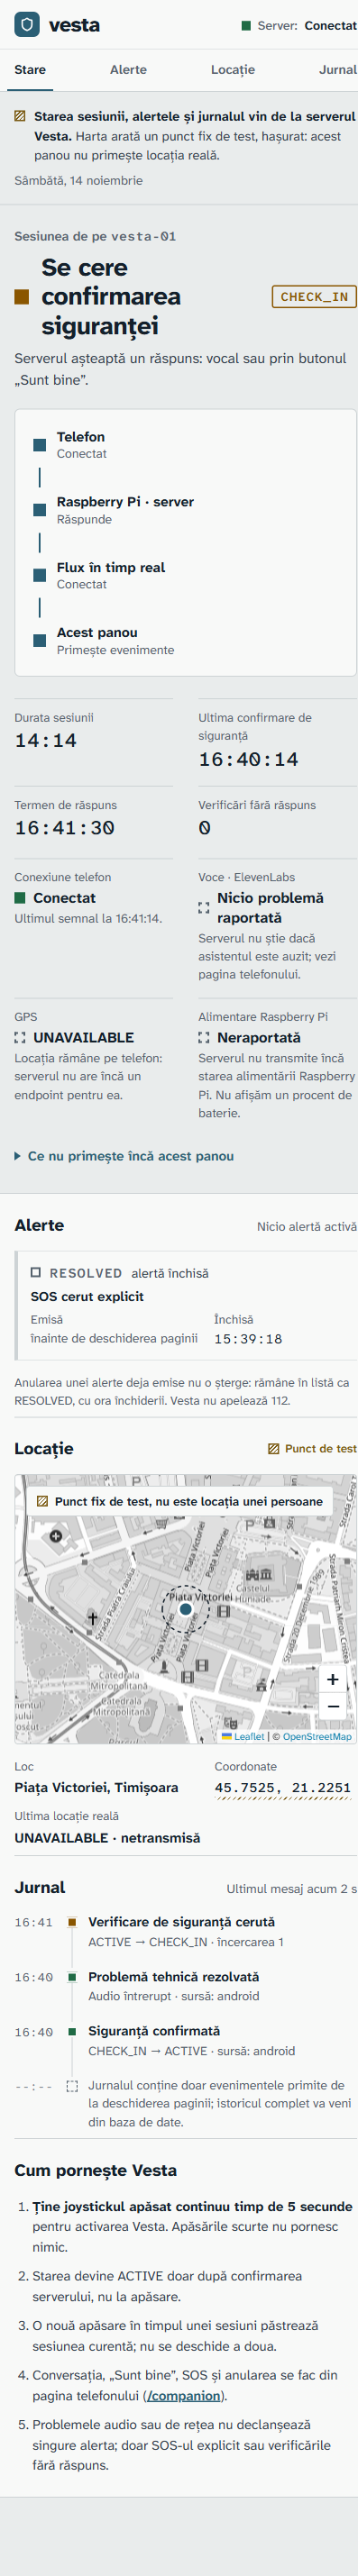 vesta
Server: Conectat
Stare
Alerte
Locație
Jurnal
Starea sesiunii, alertele și jurnalul vin de la serverul
Vesta. Harta arată un punct fix de test, hașurat: acest
panou nu primește locația reală.
Sâmbătă, 14 noiembrie
Sesiunea de pe vesta-01
Se cere
confirmarea
siguranței
CHECK_IN
Serverul așteaptă un răspuns: vocal sau prin butonul
„Sunt bine”.
Telefon
Conectat
Raspberry Pi · server
Răspunde
Flux în timp real
Conectat
Acest panou
Primește evenimente
Durata sesiunii
14:14
Ultima confirmare de
siguranță
16:40:14
Termen de răspuns
16:41:30
Verificări fără răspuns
0
Conexiune telefon
Conectat
Ultimul semnal la 16:41:14.
Voce · ElevenLabs
Nicio problemă
raportată
Serverul nu știe dacă
asistentul este auzit; vezi
pagina telefonului.
GPS
UNAVAILABLE
Locația rămâne pe telefon:
serverul nu are încă un
endpoint pentru ea.
Alimentare Raspberry Pi
Neraportată
Serverul nu transmite încă
starea alimentării Raspberry
Pi. Nu afișăm un procent de
baterie.
Ce nu primește încă acest panou
Alerte
Nicio alertă activă
RESOLVED alertă închisă
SOS cerut explicit
Emisă
înainte de deschiderea paginii
Închisă
15:39:18
Anularea unei alerte deja emise nu o șterge: rămâne în listă ca
RESOLVED, cu ora închiderii. Vesta nu apelează 112.
Locație
Punct de test
Punct fix de test, nu este locația unei persoane
Piața Victoriei
Piața Victoriei
Piața Victoriei
Castelul
Huniade
Strada Piatra Craiului
Strada Patriarh Miron Cristea
Catedrala
Mitropolitană
Catedrala
Mitropolitană
+
−
Leaflet | © OpenStreetMap
Loc
Piața Victoriei, Timișoara
Coordonate
45.7525, 21.2251
Ultima locație reală
UNAVAILABLE · netransmisă
Jurnal
Ultimul mesaj acum 2 s
16:41
Verificare de siguranță cerută
ACTIVE → CHECK_IN · încercarea 1
16:40
Problemă tehnică rezolvată
Audio întrerupt · sursă: android
16:40
Siguranță confirmată
CHECK_IN → ACTIVE · sursă: android
--:--
Jurnalul conține doar evenimentele primite de
la deschiderea paginii; istoricul complet va veni
din baza de date.
Cum pornește Vesta
1. Ține joystickul apăsat continuu timp de 5 secunde
pentru activarea Vesta. Apăsările scurte nu pornesc
nimic.
2. Starea devine ACTIVE doar după confirmarea
serverului, nu la apăsare.
3. O nouă apăsare în timpul unei sesiuni păstrează
sesiunea curentă; nu se deschide a doua.
4. Conversația, „Sunt bine”, SOS și anularea se fac din
pagina telefonului (/companion).
5. Problemele audio sau de rețea nu declanșează
singure alerta; doar SOS-ul explicit sau verificările
fără răspuns.